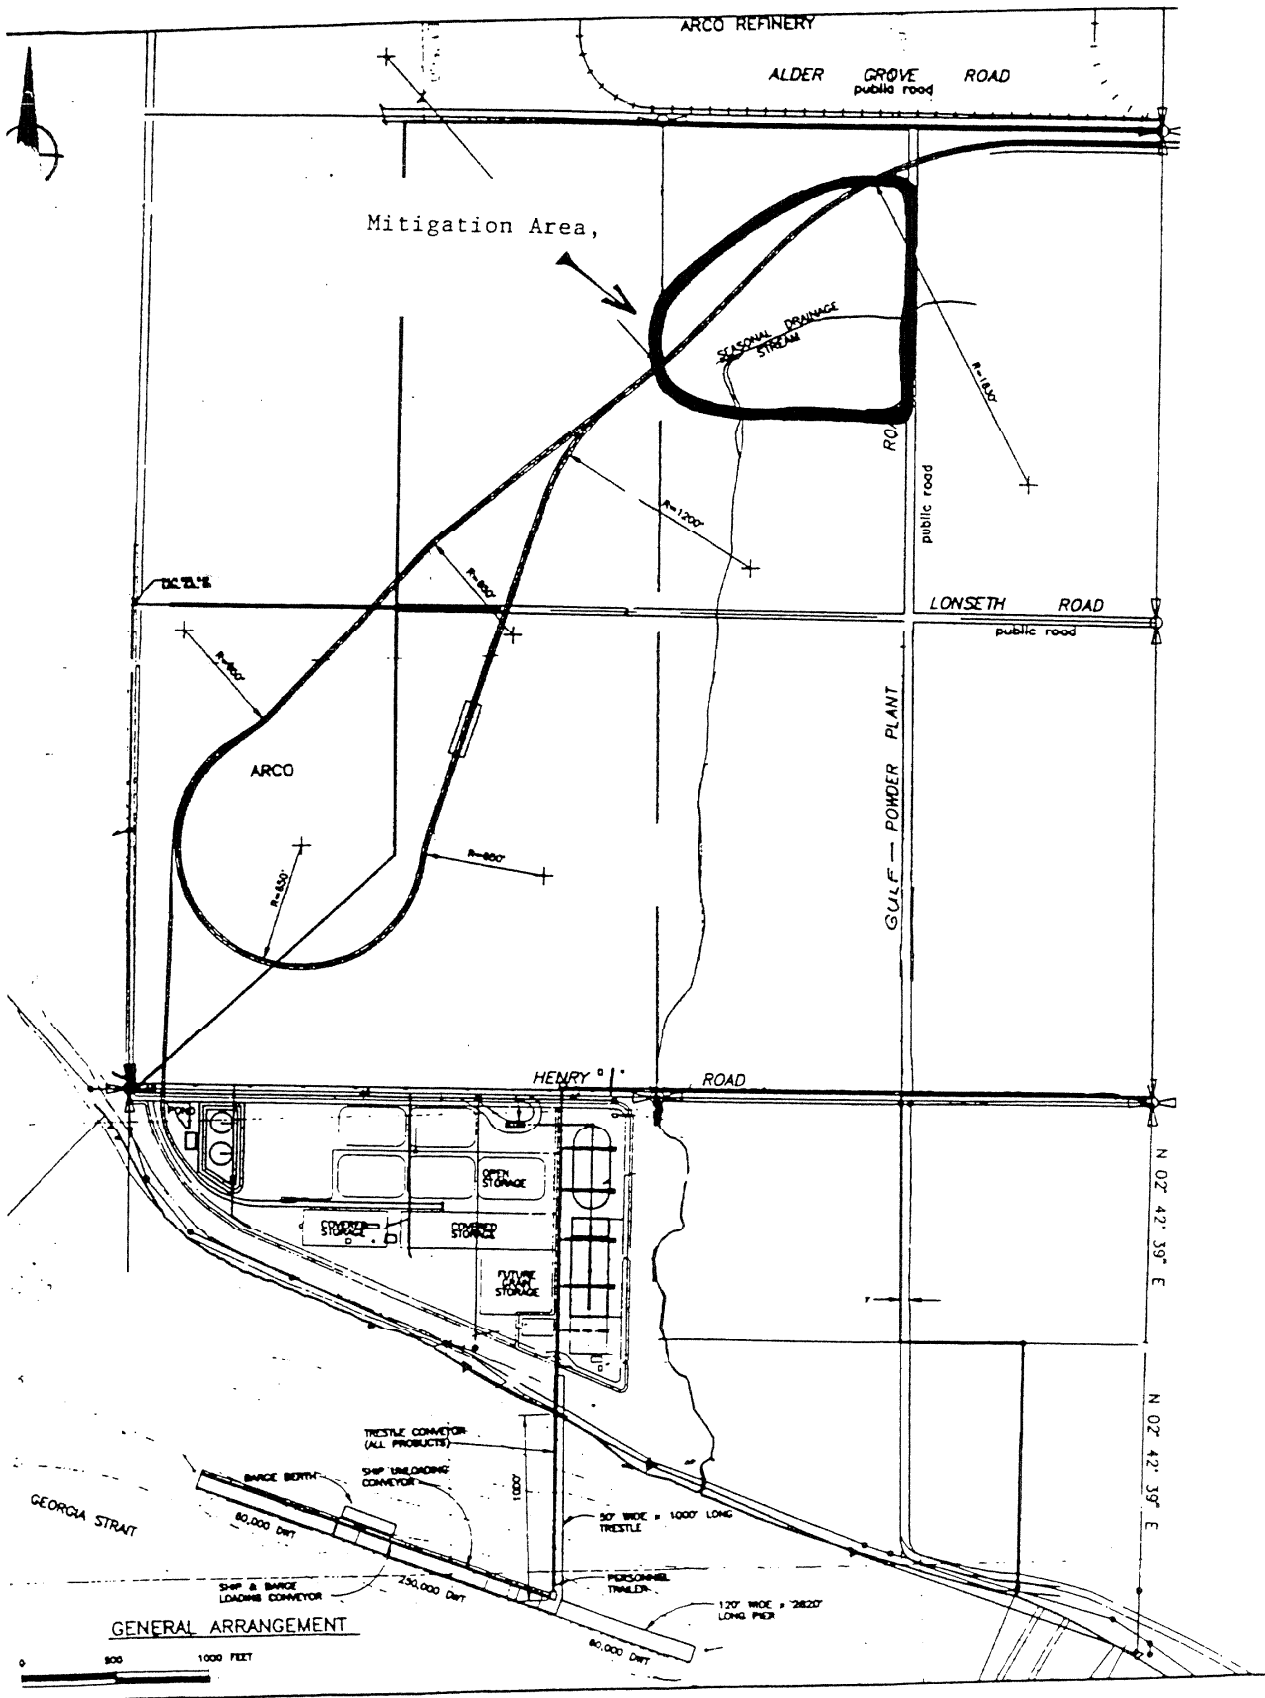 ARCO REFINERY
ALDER GROVE ROAD
public road
Mitigation Area,
SEASONAL DRAINAGE
STREAM
R=1830'
public road
R=1200'
LONSETH ROAD
public road
ARCO
R=650'
GULF — POWDER PLANT
HENRY ROAD
POND
OPEN
STORAGE
COVERED
STORAGE
COVERED
STORAGE
FUTURE
GRAIN
STORAGE
N 02° 42' 39" E
N 02° 42' 39" E
TRESTLE CONVEYOR
(ALL PRODUCTS)
SHIP UNLOADING
CONVEYOR
BARGE BERTH
1000'
GEORGIA STRAIT
80,000 DWT
50' WIDE x 1000' LONG
TRESTLE
PERSONNEL
TRAILER
SHIP & BARGE
LOADING CONVEYOR
250,000 DWT
120' WIDE x 2820'
LONG PIER
GENERAL ARRANGEMENT
80,000 DWT
0 500 1000 FEET